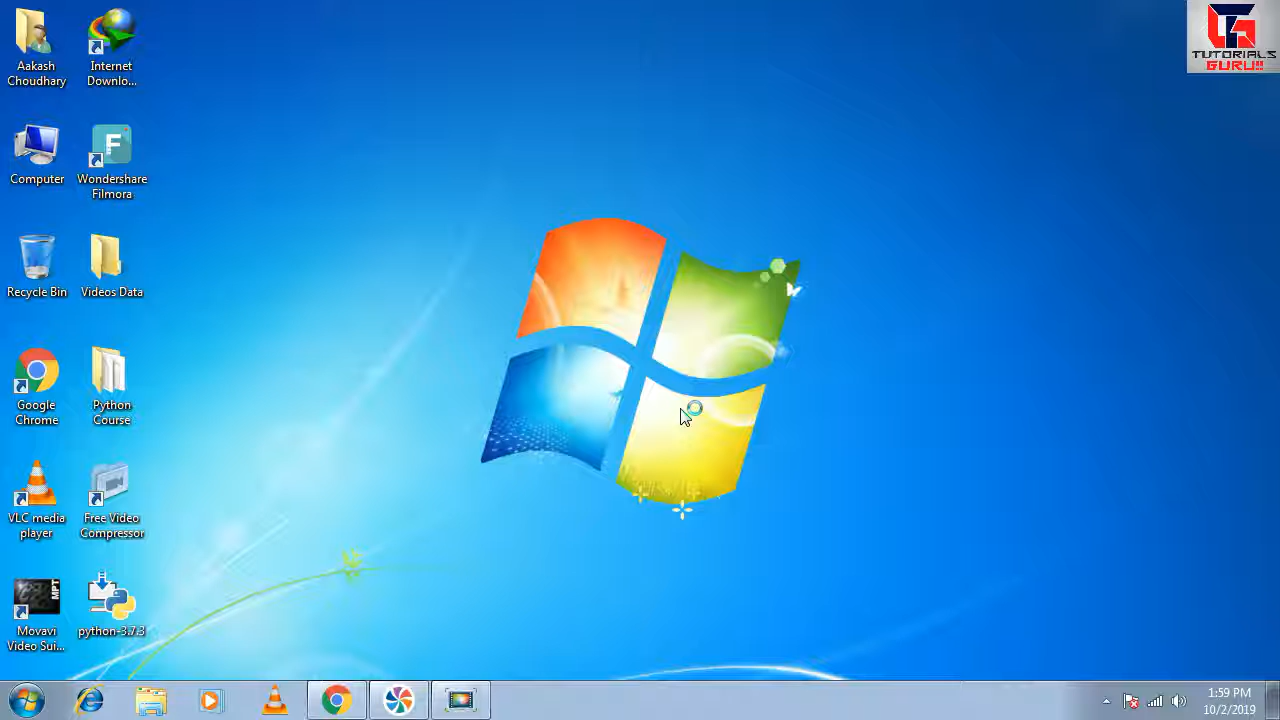 Aakash
Choudhary
Internet
Downlo...
Computer
Wondershare
Filmora
Recycle Bin
Videos Data
Google
Chrome
Python
Course
VLC media
player
Free Video
Compressor
Movavi
Video Sui...
python-3.7.3
MPT
F
TUTORIALS
GURU!!
1:59 PM
10/2/2019